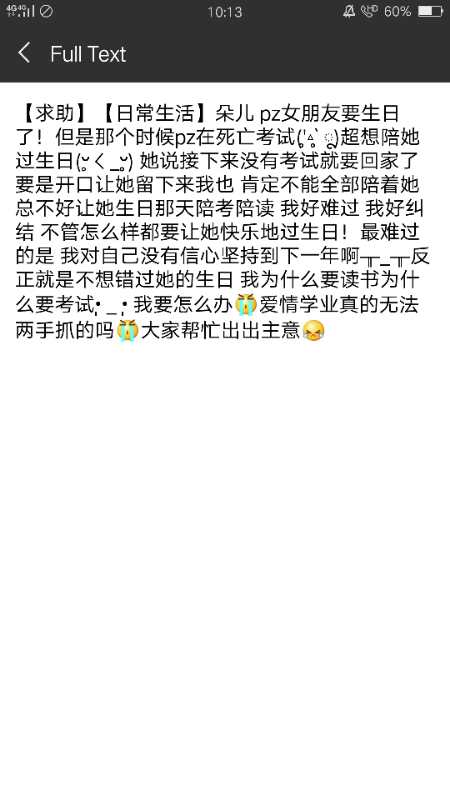 4G 4G 10:13 HD 60%
Full Text
【求助】【日常生活】朵儿 pz女朋友要生日
了！但是那个时候pz在死亡考试(ʹ̥̥̥▵ʹ̥̥̥ ू)超想陪她
过生日(ٛ⌣̀く_⌣́ٛ) 她说接下来没有考试就要回家了
要是开口让她留下来我也 肯定不能全部陪着她
总不好让她生日那天陪考陪读 我好难过 我好纠
结 不管怎么样都要让她快乐地过生日！最难过
的是 我对自己没有信心坚持到下一年啊╥_╥反
正就是不想错过她的生日 我为什么要读书为什
么要考试•̩̩̩̩_•̩̩̩̩ 我要怎么办😭爱情学业真的无法
两手抓的吗😭大家帮忙出出主意😝